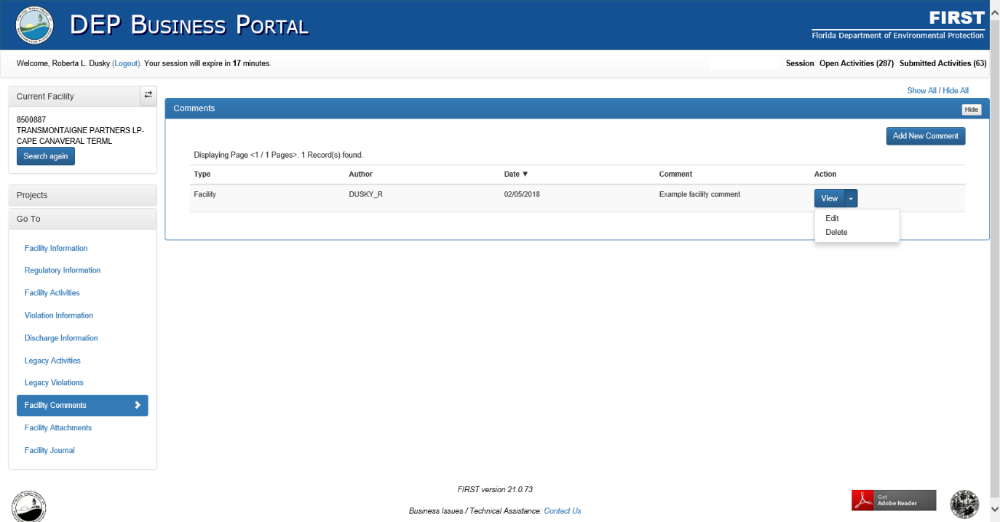 DEP BUSINESS PORTAL
FIRST
Florida Department of Environmental Protection
Welcome, Roberta L. Dusky (Logout). Your session will expire in 17 minutes.
Session Open Activities (287) Submitted Activities (63)
Current Facility
8500887
TRANSMONTAIGNE PARTNERS LP-
CAPE CANAVERAL TERML
Search again
Projects
Go To
Facility Information
Regulatory Information
Facility Activities
Violation Information
Discharge Information
Legacy Activities
Legacy Violations
Facility Comments
Facility Attachments
Facility Journal
Show All / Hide All
Comments
Hide
Add New Comment
Displaying Page <1 / 1 Pages>. 1 Record(s) found.
Type Author Date ▼ Comment Action
Facility DUSKY_R 02/05/2018 Example facility comment View
Edit
Delete
FIRST version 21.0.73
Business Issues / Technical Assistance: Contact Us
Get
Adobe Reader